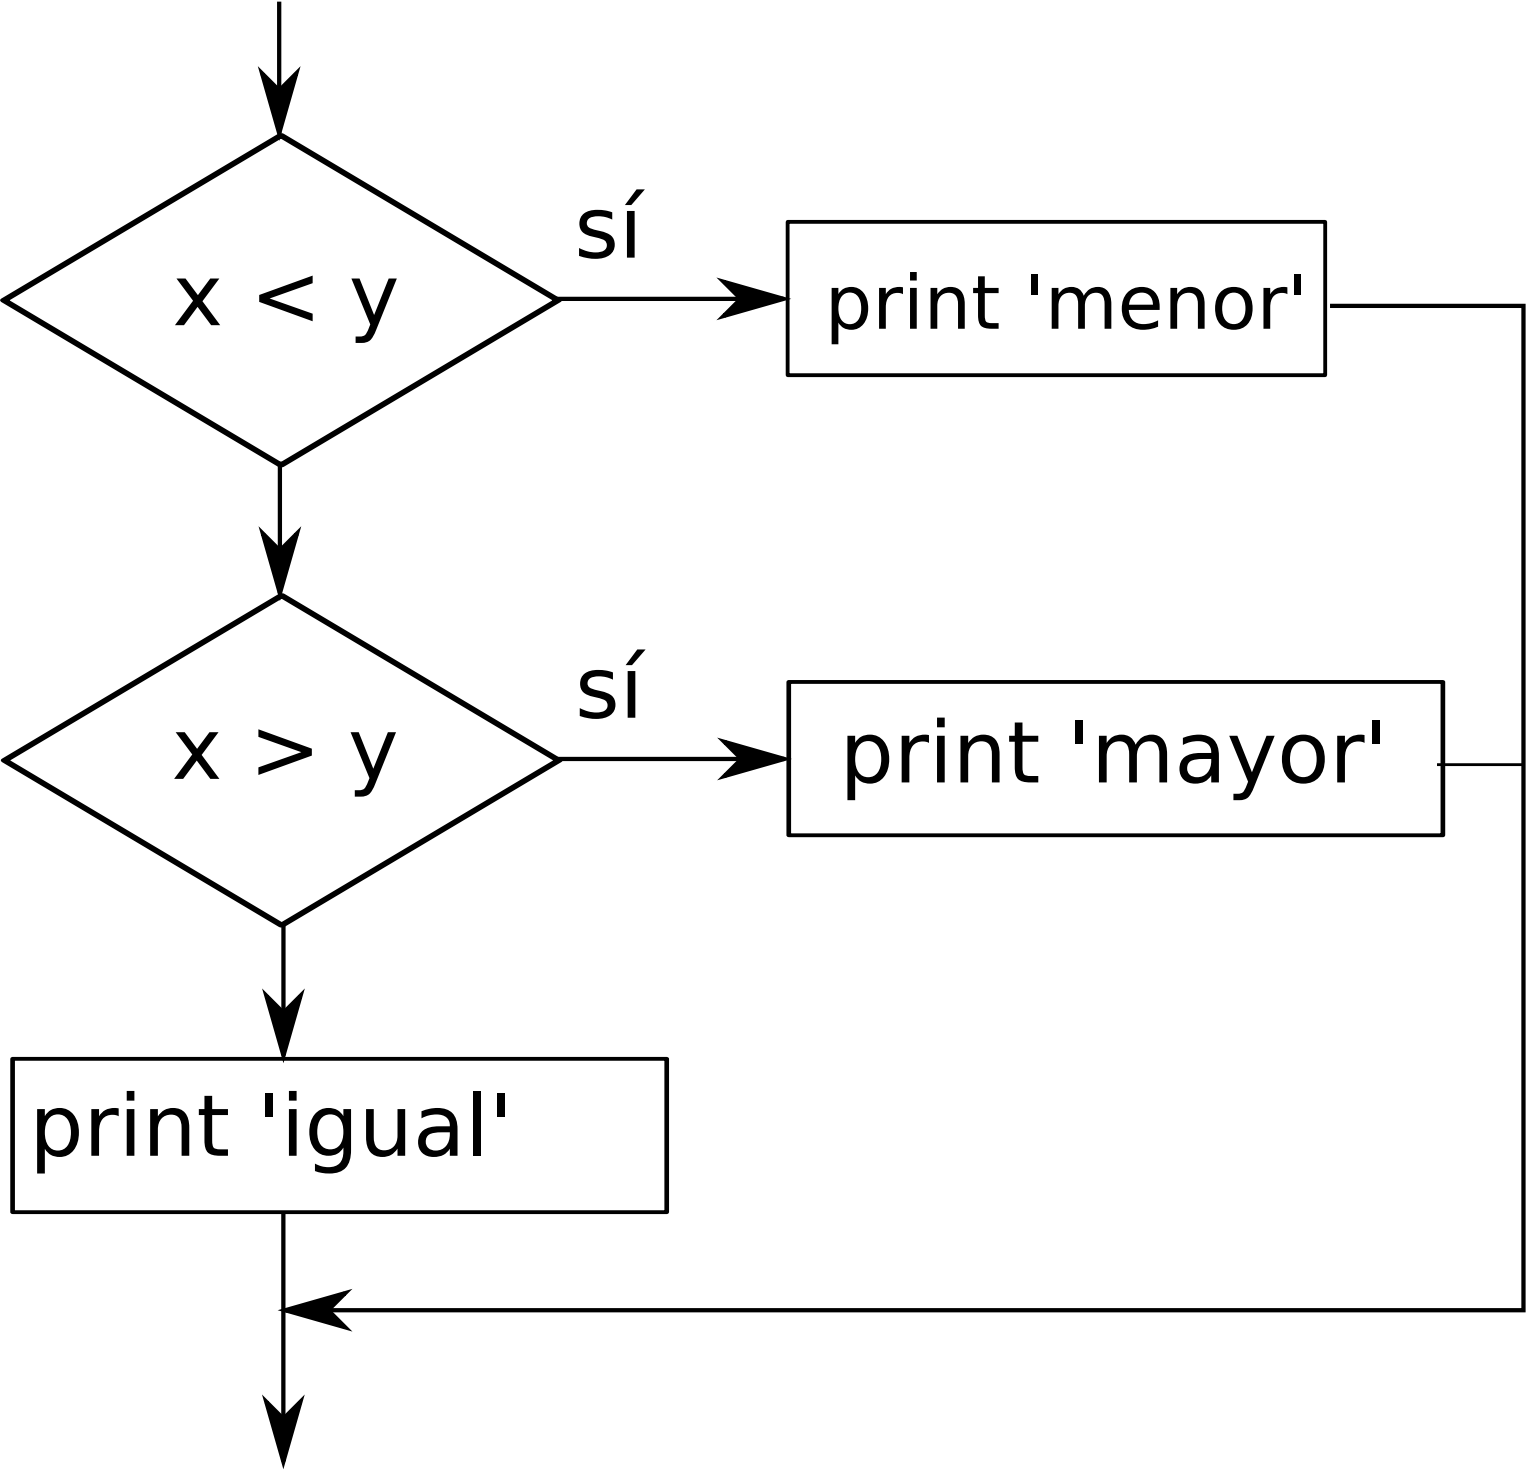 x < y
sí
print 'menor'
x > y
sí
print 'mayor'
print 'igual'